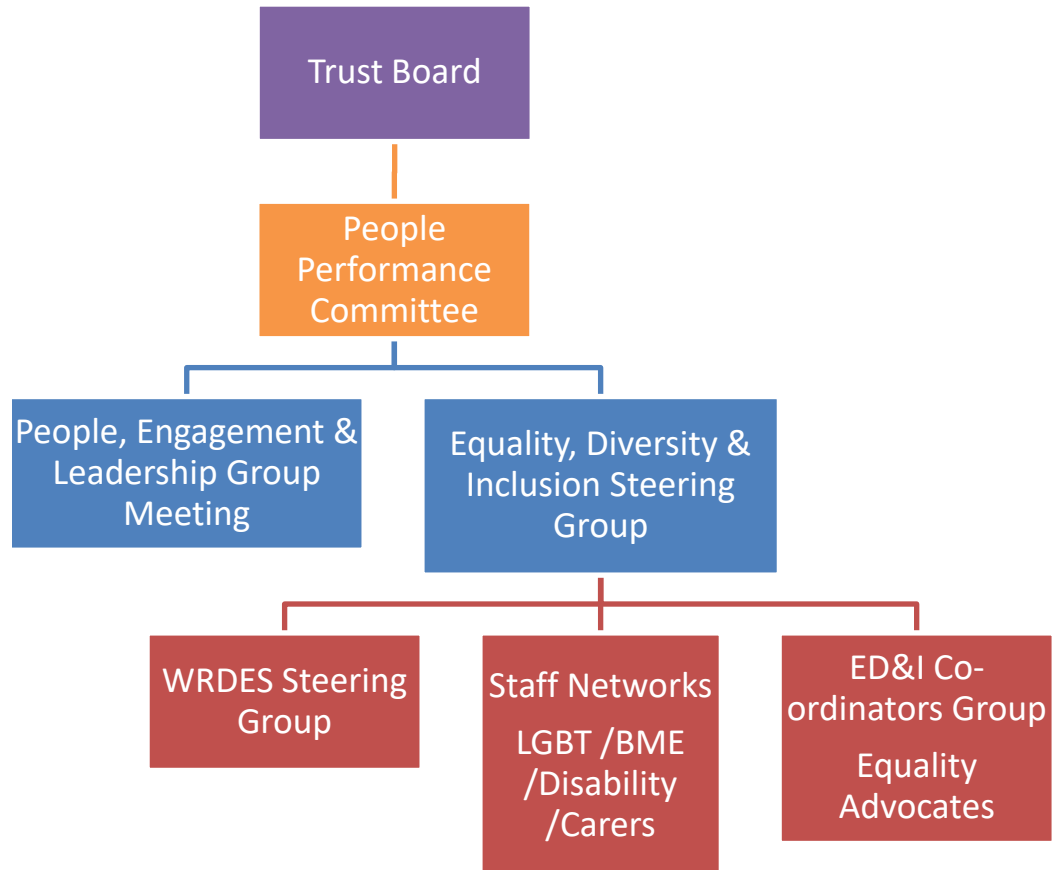 Trust Board
People
Performance
Committee
People, Engagement &
Leadership Group
Meeting
Equality, Diversity &
Inclusion Steering
Group
WRDES Steering
Group
Staff Networks
LGBT /BME
/Disability
/Carers
ED&I Co-
ordinators Group
Equality
Advocates